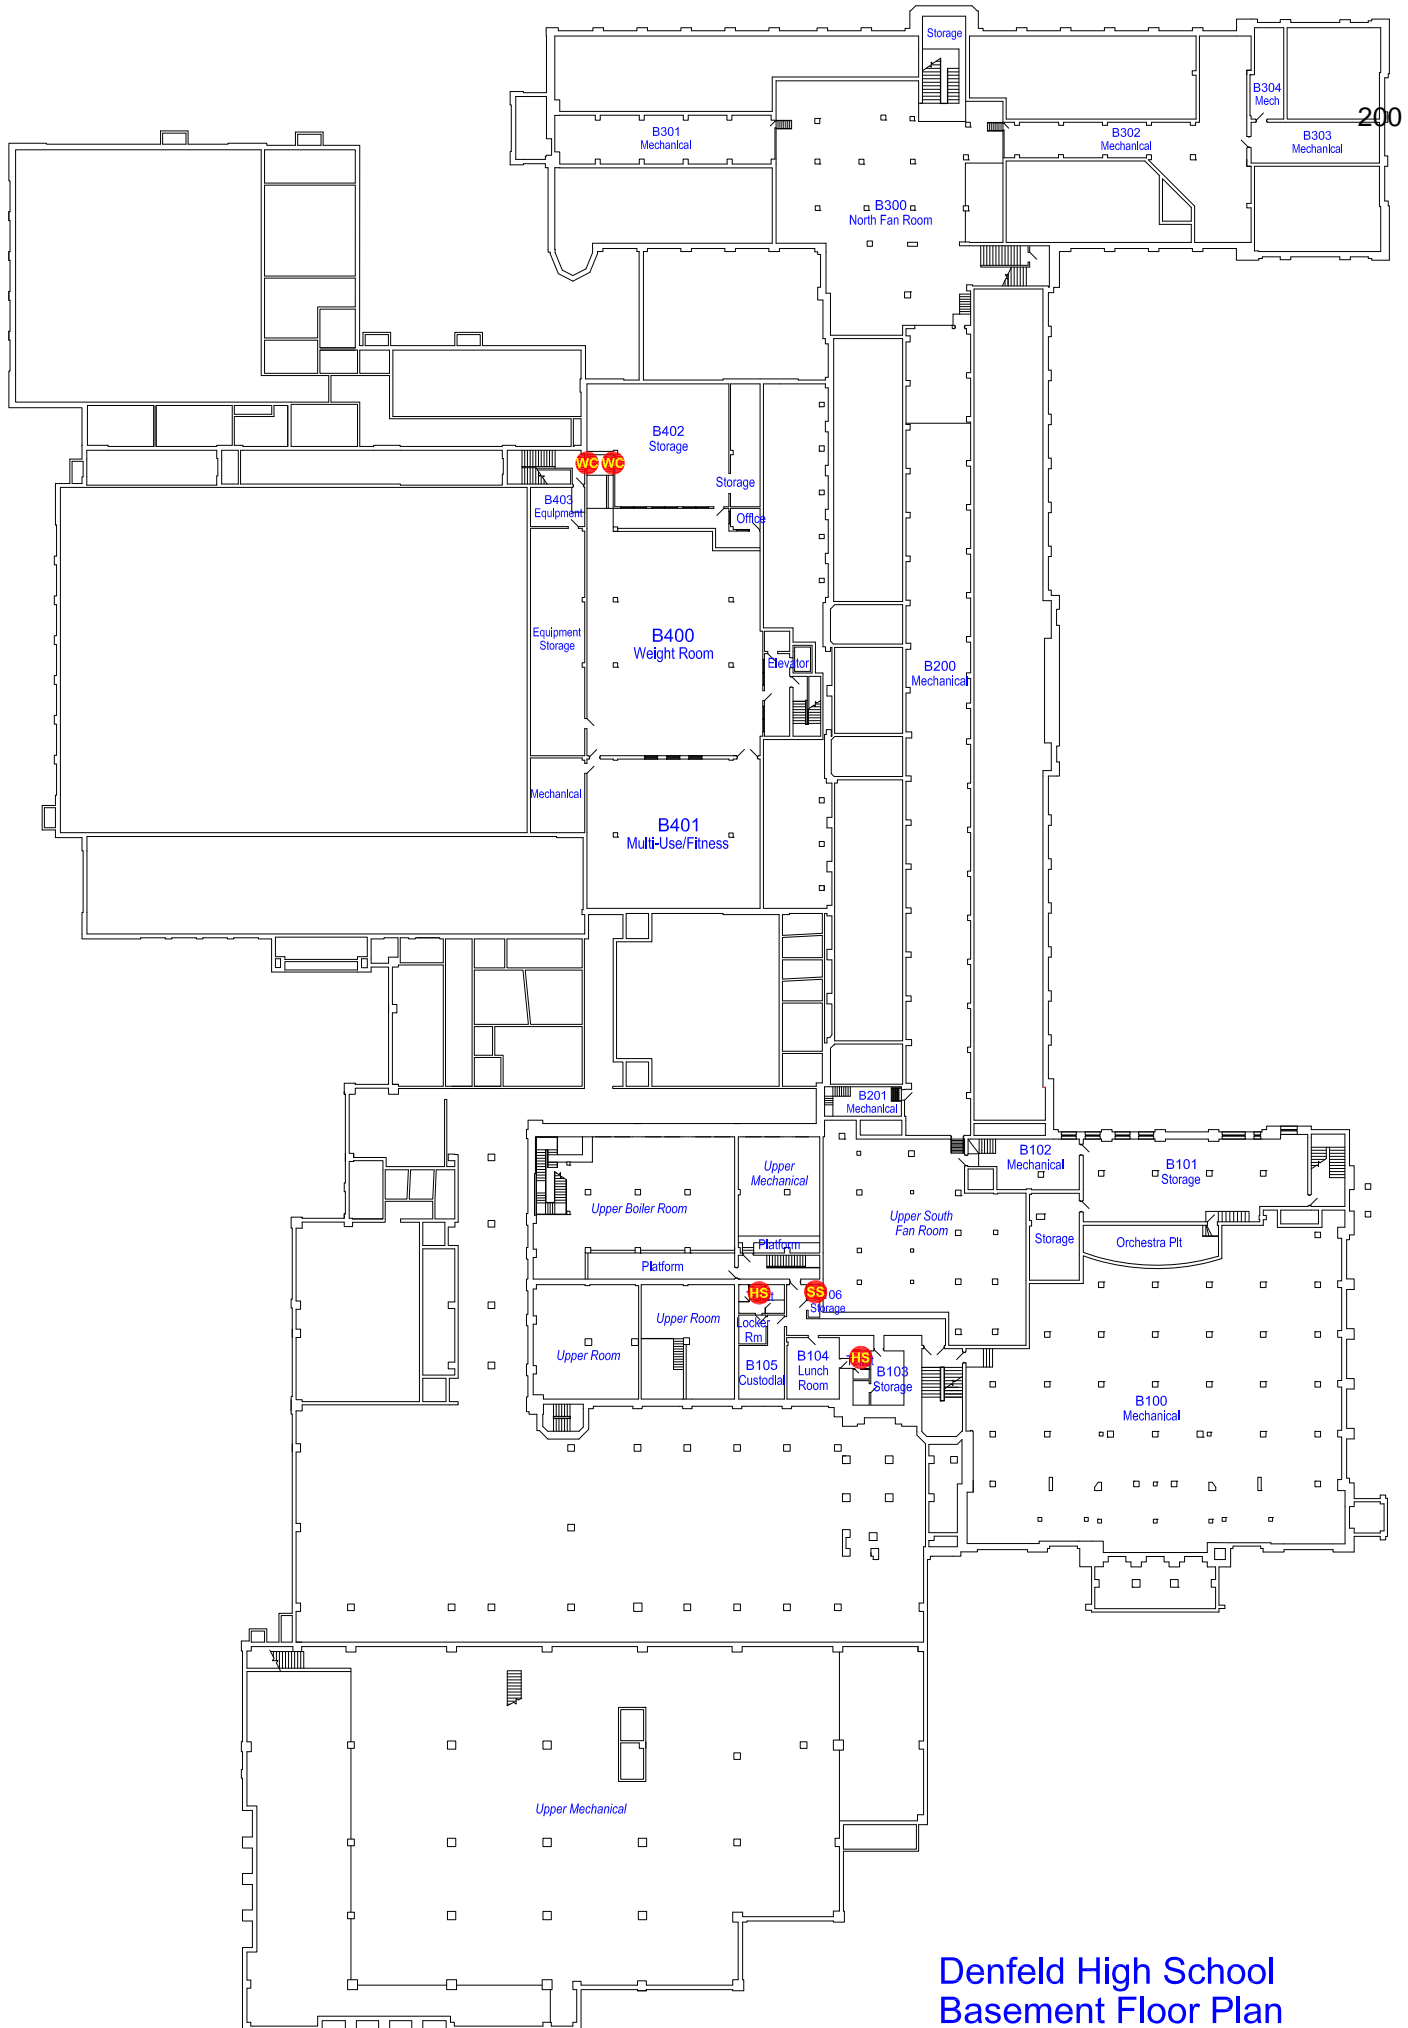 Storage
B304
Mech
200
B301
Mechanical
B302
Mechanical
B303
Mechanical
B300
North Fan Room
B402
Storage
WC WC
Storage
B403
Equipment
Office
Equipment
Storage
B400
Weight Room
Elevator
B200
Mechanical
Mechanical
B401
Multi-Use/Fitness
B201
Mechanical
B102
Mechanical
B101
Storage
Upper
Mechanical
Upper Boiler Room
Upper South
Fan Room
Platform
Storage
Orchestra Pit
Platform
HS
SS 06
Storage
Upper Room
Locker
Rm
Upper Room
B105
Custodial
B104
Lunch
Room
HS
B103
Storage
B100
Mechanical
Upper Mechanical
Denfeld High School
Basement Floor Plan